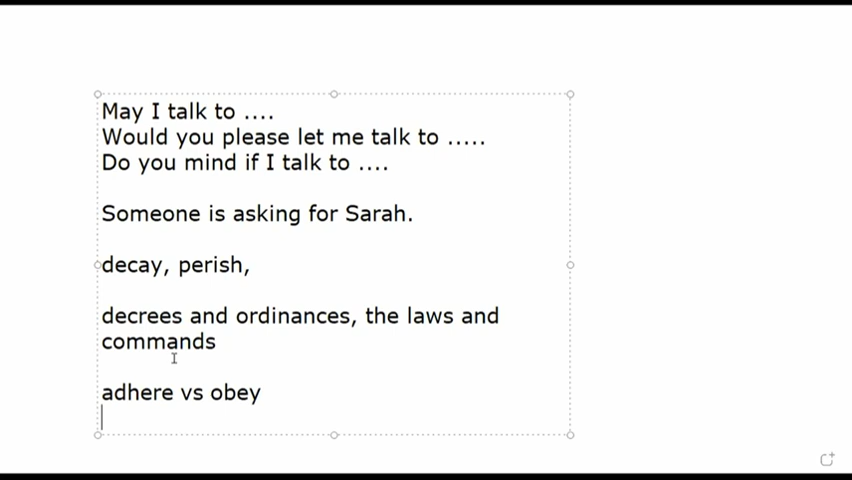 May I talk to ....
Would you please let me talk to .....
Do you mind if I talk to ....
Someone is asking for Sarah.
decay, perish,
decrees and ordinances, the laws and
commands
adhere vs obey